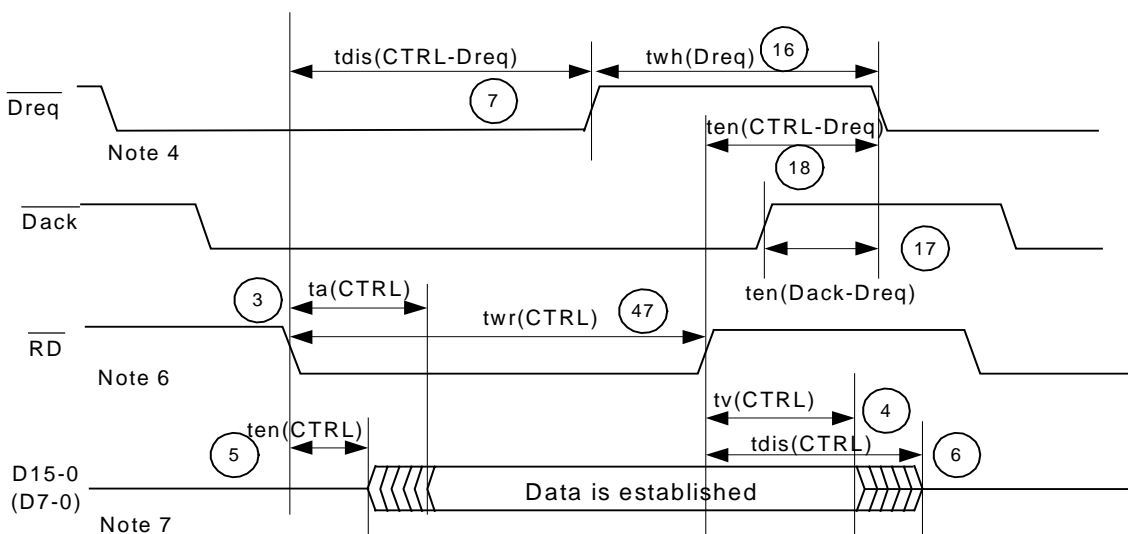 tdis(CTRL-Dreq)
twh(Dreq)
16
Dreq
7
ten(CTRL-Dreq)
Note 4
18
Dack
17
ten(Dack-Dreq)
3
ta(CTRL)
twr(CTRL)
47
RD
Note 6
tv(CTRL)
4
ten(CTRL)
tdis(CTRL)
5
6
D15-0
(D7-0)
Data is established
Note 7